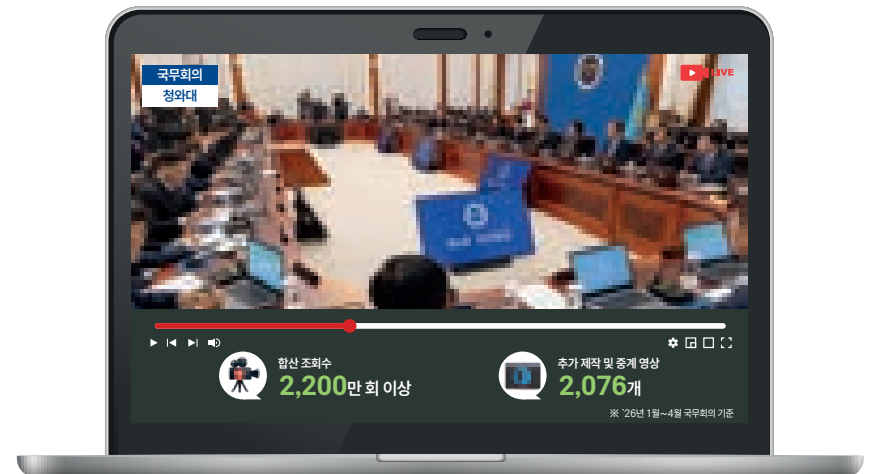 국무회의
청와대
LIVE
합산 조회수
2,200만 회 이상
추가 제작 및 중계 영상
2,076개
※ '26년 1월~4월 국무회의 기준